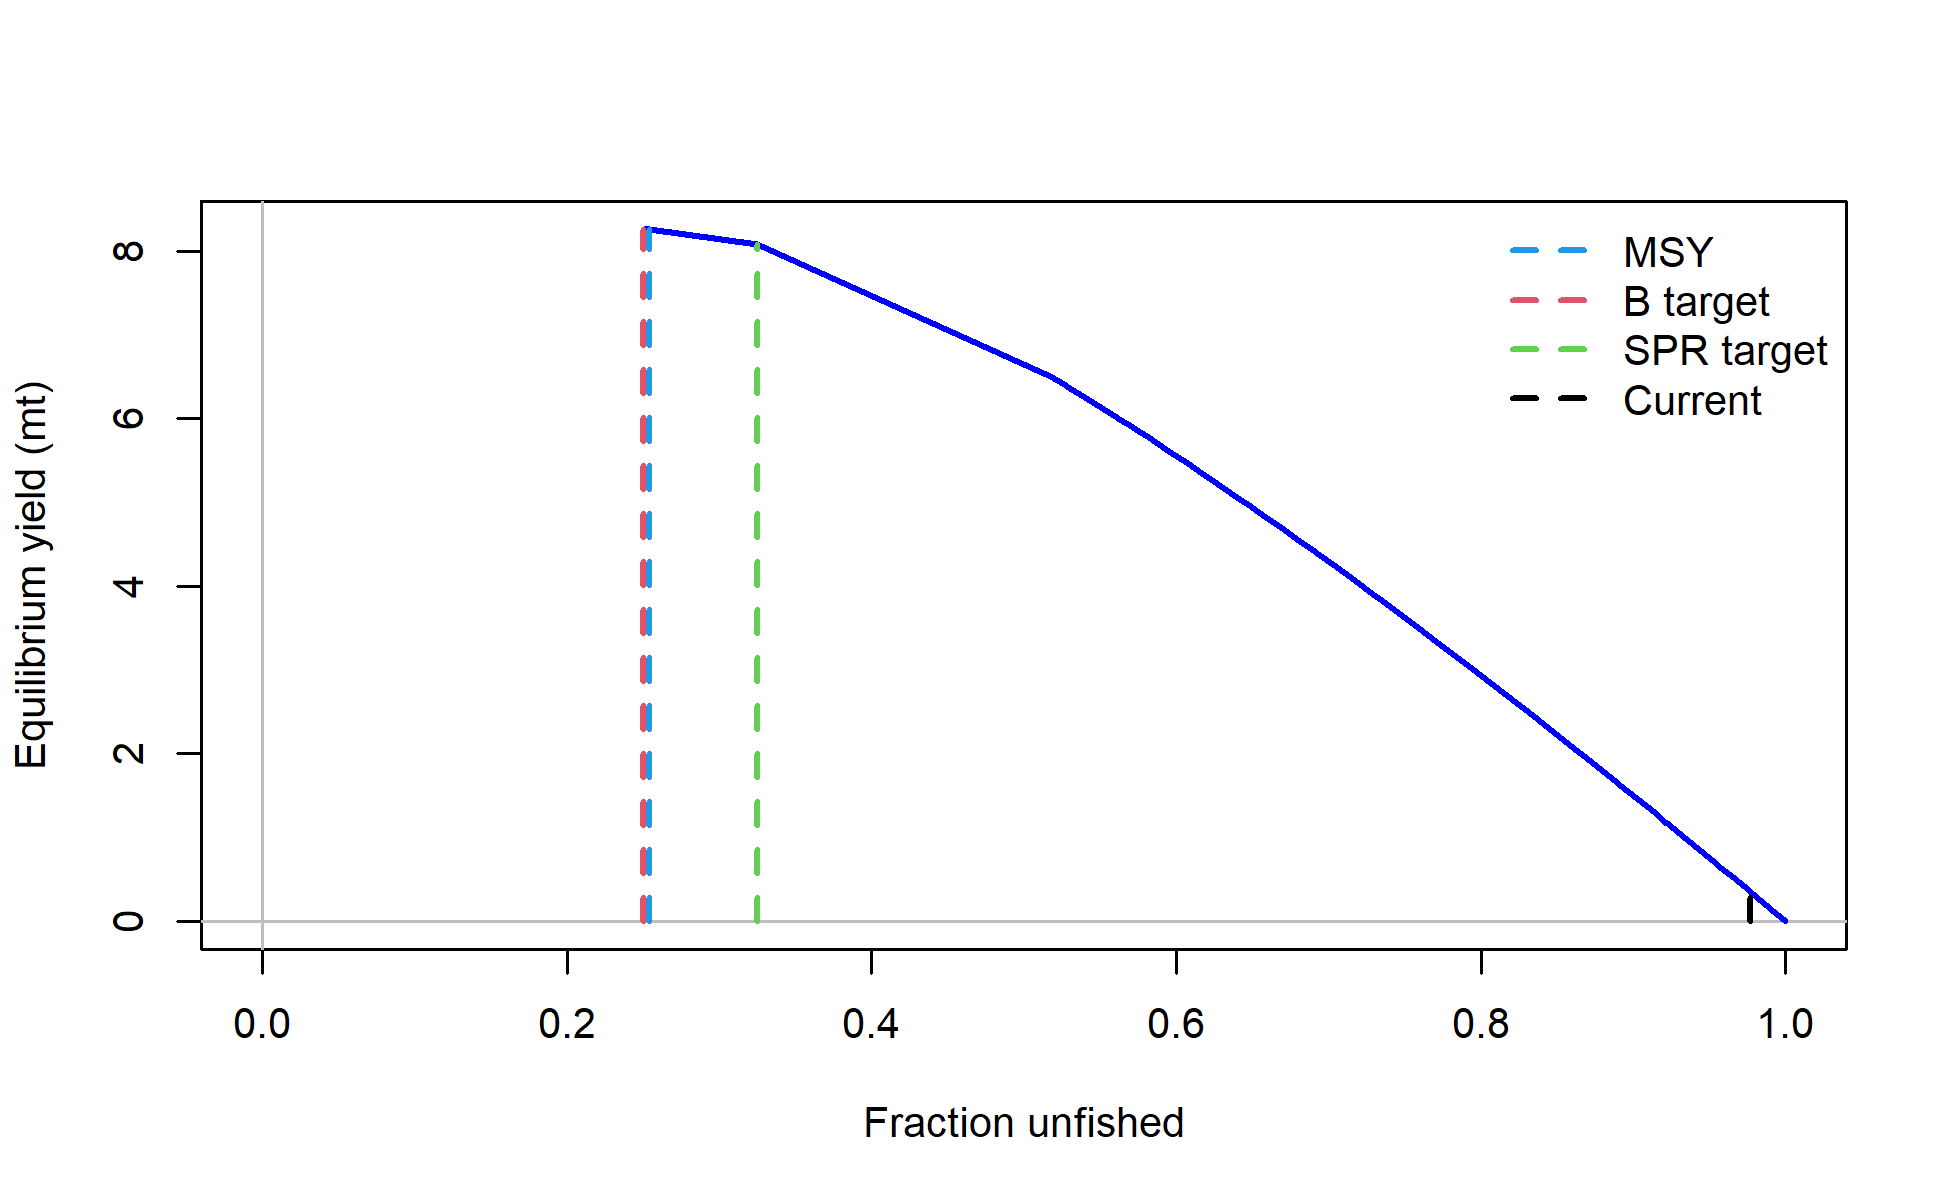 MSY
B target
SPR target
Current
Equilibrium yield (mt)
8
6
4
2
0
0.0 0.2 0.4 0.6 0.8 1.0
Fraction unfished